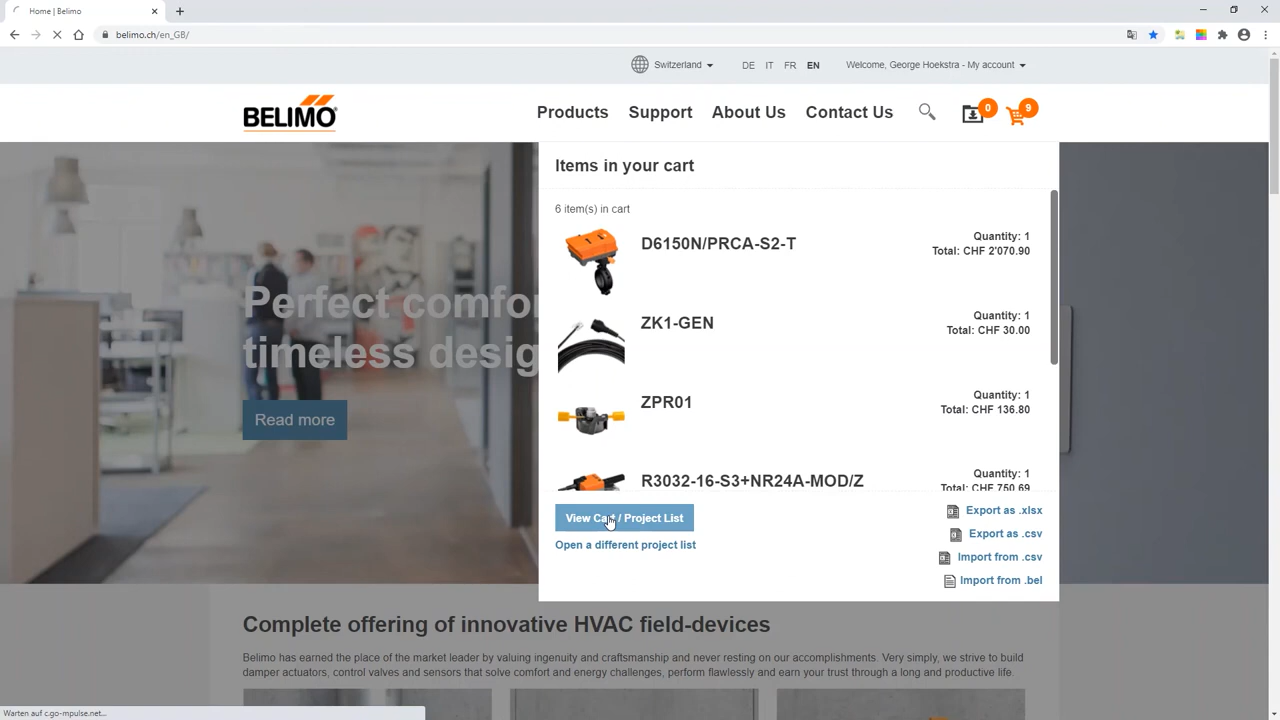 Home | Belimo
belimo.ch/en_GB/
Switzerland
DE IT FR EN
Welcome, George Hoekstra - My account
BELIMO
Products Support About Us Contact Us
0
9
Items in your cart
6 item(s) in cart
D6150N/PRCA-S2-T
Quantity: 1
Total: CHF 2'070.90
ZK1-GEN
Quantity: 1
Total: CHF 30.00
ZPR01
Quantity: 1
Total: CHF 136.80
R3032-16-S3+NR24A-MOD/Z
Quantity: 1
Total: CHF 750.69
View Cart / Project List
Open a different project list
Export as .xlsx
Export as .csv
Import from .csv
Import from .bel
Perfect comfo
timeless desig
Read more
Complete offering of innovative HVAC field-devices
Belimo has earned the place of the market leader by valuing ingenuity and craftsmanship and never resting on our accomplishments. Very simply, we strive to build
damper actuators, control valves and sensors that solve comfort and energy challenges, perform flawlessly and earn your trust through a long and productive life.
Warten auf c.go-mpulse.net...